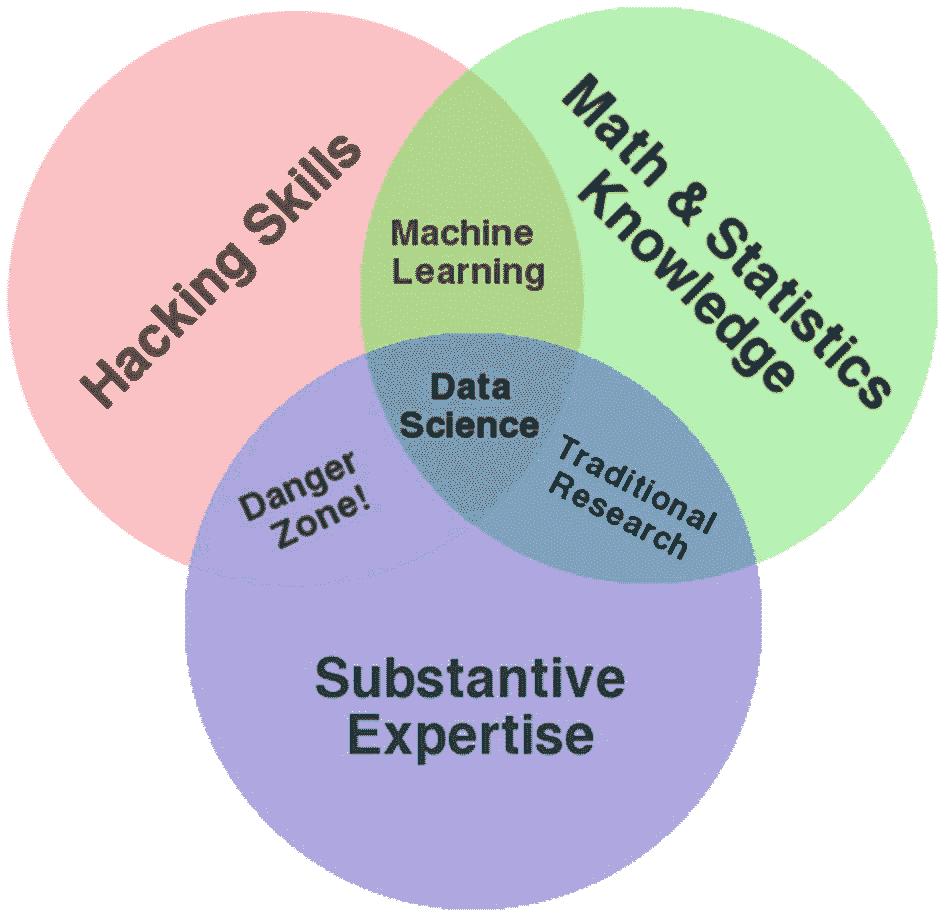 Hacking Skills
Math & Statistics
Knowledge
Machine
Learning
Data
Science
Danger
Zone!
Traditional
Research
Substantive
Expertise